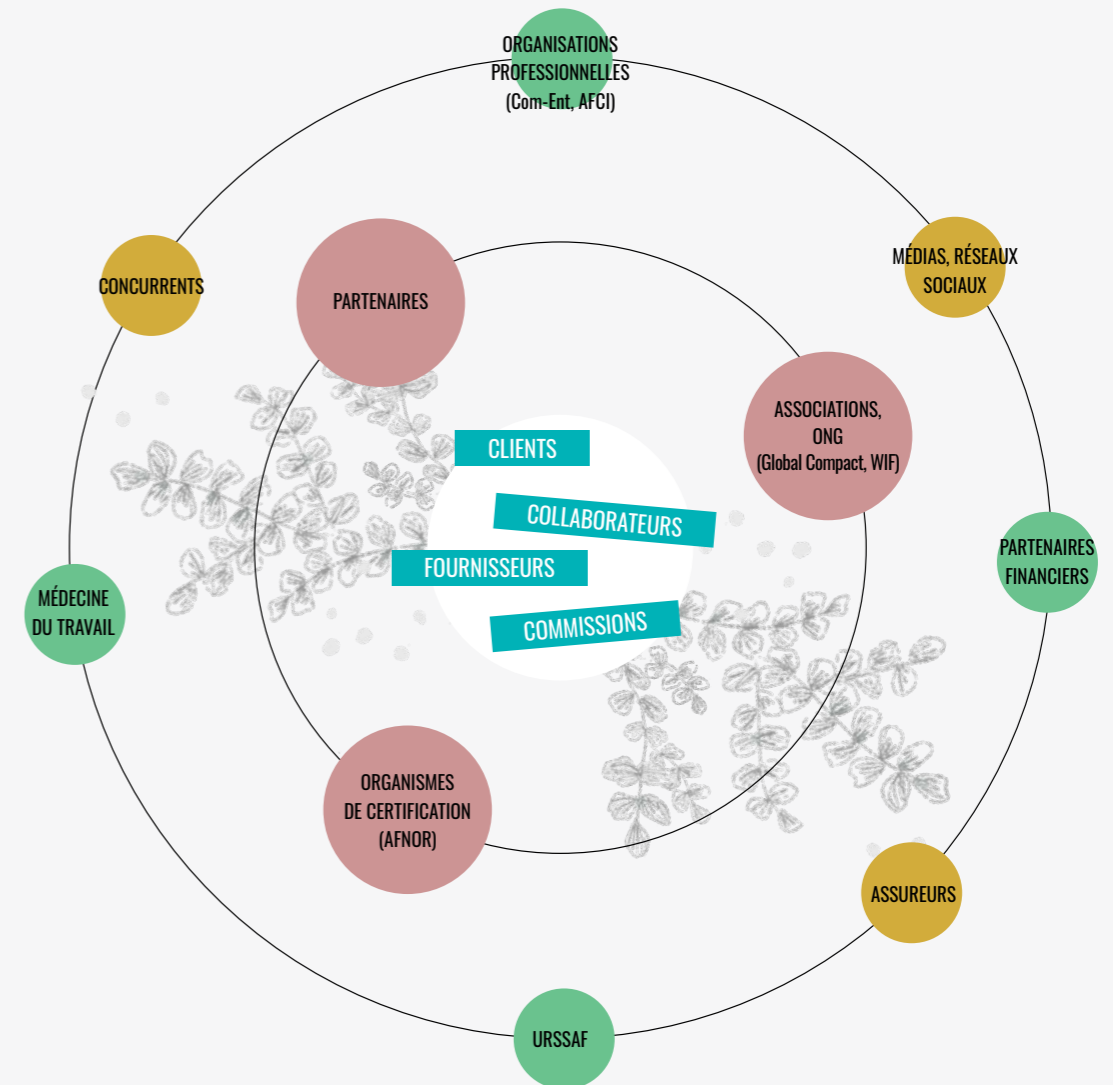 ORGANISATIONS
PROFESSIONNELLES
(Com-Ent, AFCI)
MÉDIAS, RÉSEAUX
SOCIAUX
CONCURRENTS
PARTENAIRES
ASSOCIATIONS,
ONG
(Global Compact, WIF)
CLIENTS
COLLABORATEURS
FOURNISSEURS
COMMISSIONS
PARTENAIRES
FINANCIERS
MÉDECINE
DU TRAVAIL
ORGANISMES
DE CERTIFICATION
(AFNOR)
ASSUREURS
URSSAF